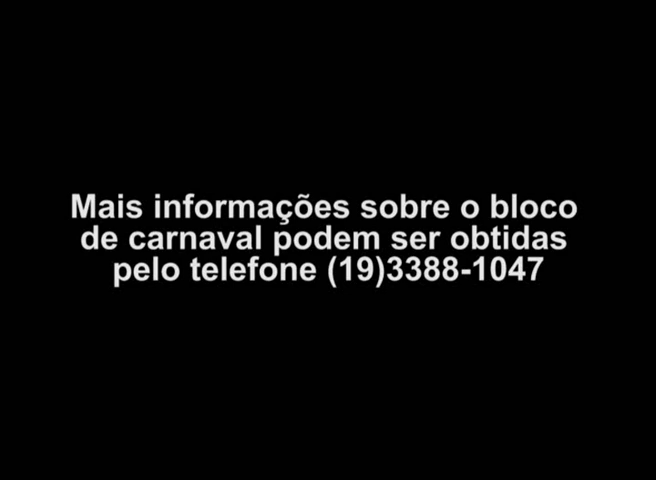 Mais informações sobre o bloco
de carnaval podem ser obtidas
pelo telefone (19)3388-1047